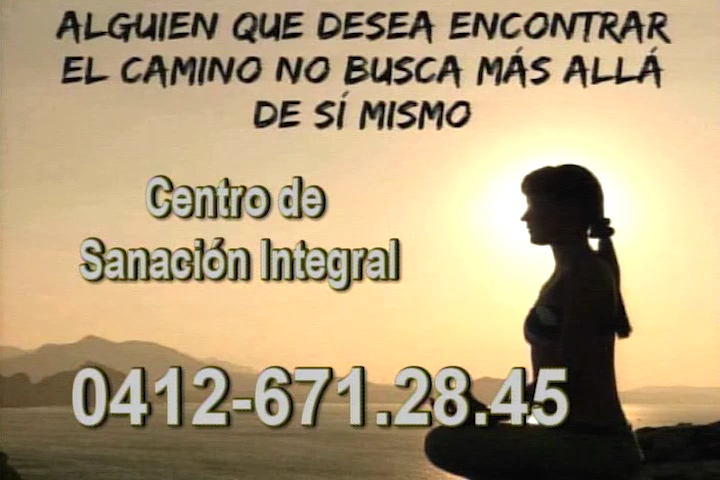 ALGUIEN QUE DESEA ENCONTRAR
EL CAMINO NO BUSCA MÁS ALLÁ
DE SÍ MISMO
Centro de
Sanación Integral
0412-671.28.45